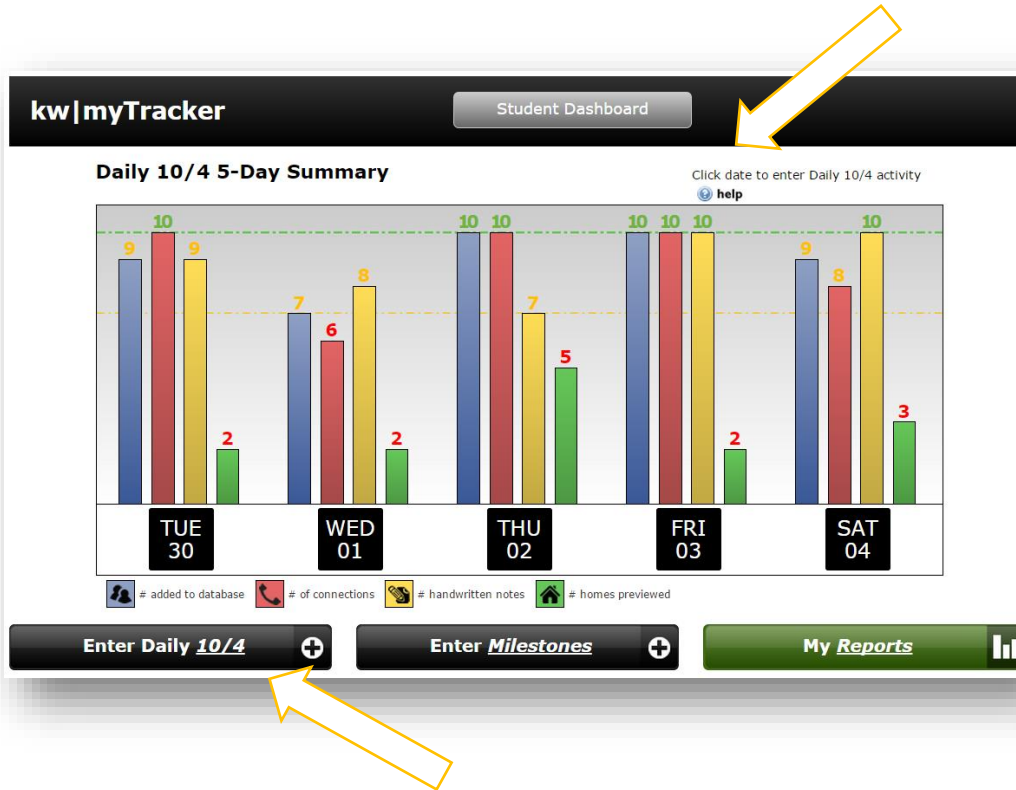 kw|myTracker
Student Dashboard
Daily 10/4 5-Day Summary
Click date to enter Daily 10/4 activity
help
9 10 9 2
7 6 8 2
10 10 7 5
10 10 10 2
9 8 10 3
TUE 30
WED 01
THU 02
FRI 03
SAT 04
# added to database # of connections # handwritten notes # homes previewed
Enter Daily 10/4
Enter Milestones
My Reports